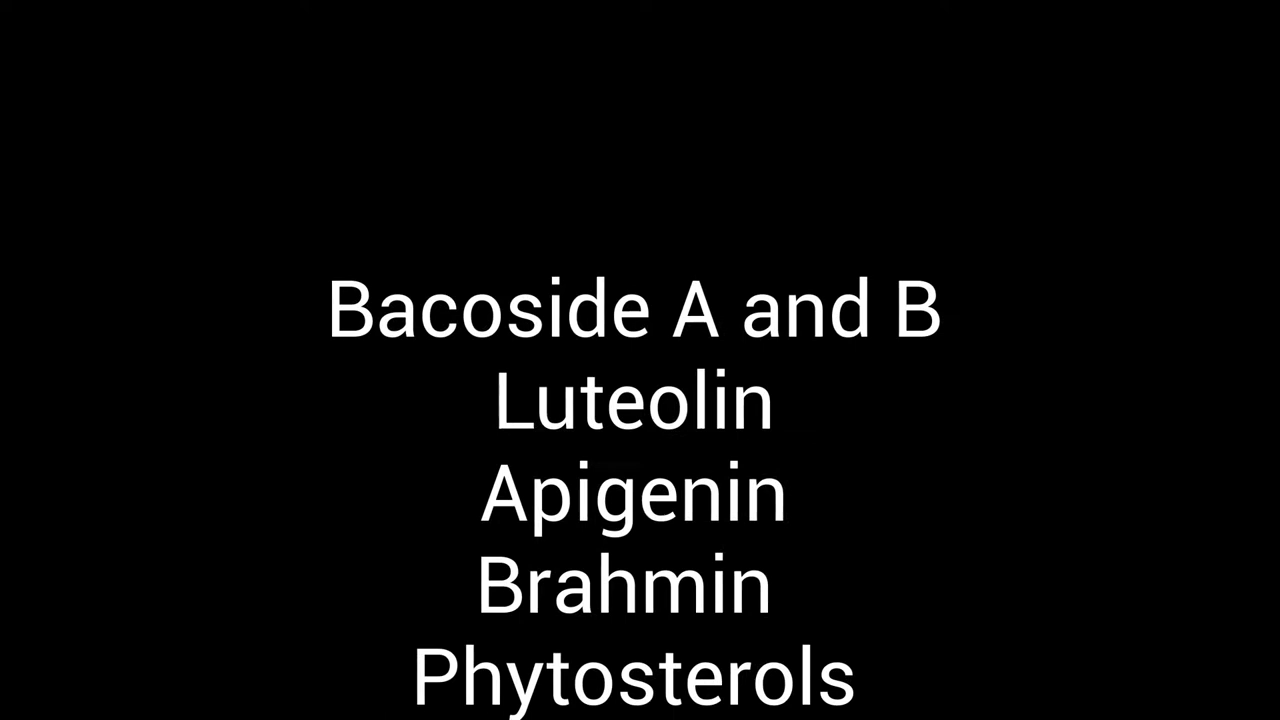 Bacoside A and B
Luteolin
Apigenin
Brahmin
Phytosterols